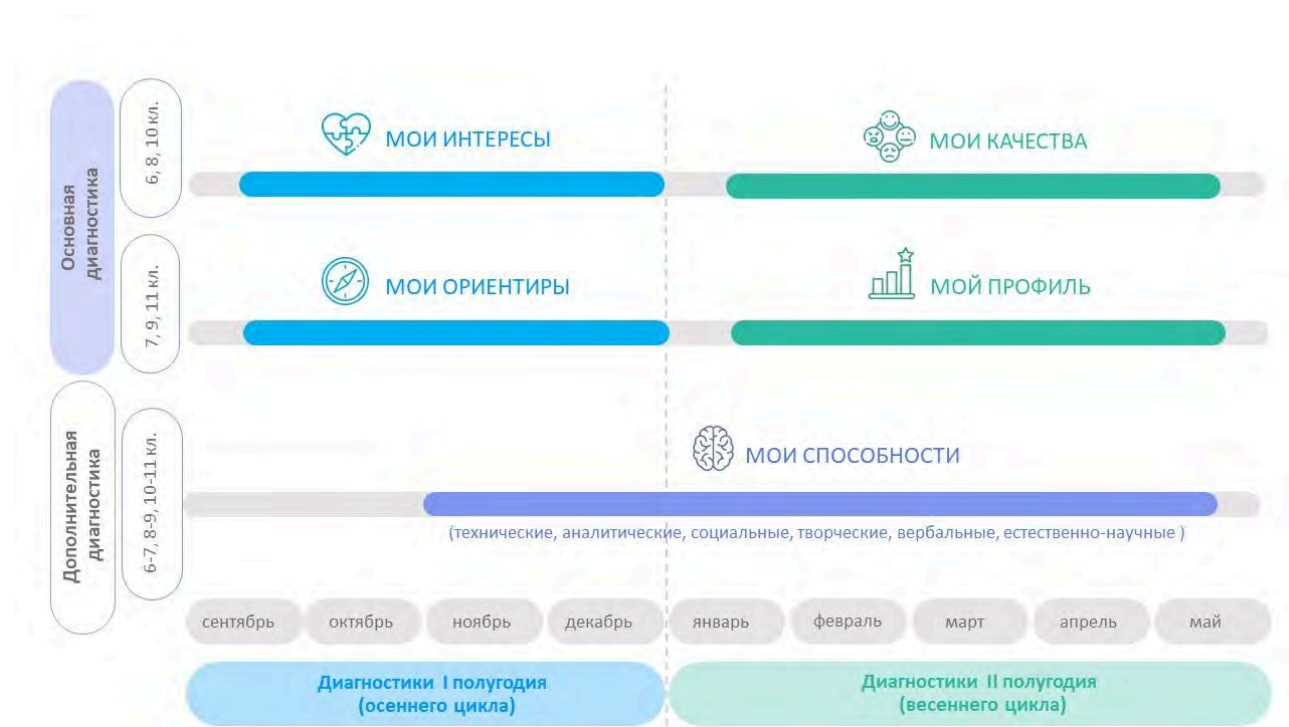 Основная
диагностика
6, 8, 10 кл.
МОИ ИНТЕРЕСЫ
МОИ КАЧЕСТВА
7, 9, 11 кл.
МОИ ОРИЕНТИРЫ
МОЙ ПРОФИЛЬ
Дополнительная
диагностика
6-7, 8-9, 10-11 кл.
МОИ СПОСОБНОСТИ
(технические, аналитические, социальные, творческие, вербальные, естественно-научные )
сентябрь октябрь ноябрь декабрь январь февраль март апрель май
Диагностики I полугодия
(осеннего цикла)
Диагностики II полугодия
(весеннего цикла)